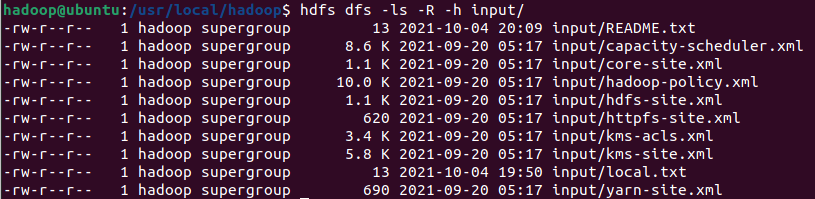 hadoop@ubuntu:/usr/local/hadoop$ hdfs dfs -ls -R -h input/
-rw-r--r--   1 hadoop supergroup         13 2021-10-04 20:09 input/README.txt
-rw-r--r--   1 hadoop supergroup      8.6 K 2021-09-20 05:17 input/capacity-scheduler.xml
-rw-r--r--   1 hadoop supergroup      1.1 K 2021-09-20 05:17 input/core-site.xml
-rw-r--r--   1 hadoop supergroup     10.0 K 2021-09-20 05:17 input/hadoop-policy.xml
-rw-r--r--   1 hadoop supergroup      1.1 K 2021-09-20 05:17 input/hdfs-site.xml
-rw-r--r--   1 hadoop supergroup        620 2021-09-20 05:17 input/httpfs-site.xml
-rw-r--r--   1 hadoop supergroup      3.4 K 2021-09-20 05:17 input/kms-acls.xml
-rw-r--r--   1 hadoop supergroup      5.8 K 2021-09-20 05:17 input/kms-site.xml
-rw-r--r--   1 hadoop supergroup         13 2021-10-04 19:50 input/local.txt
-rw-r--r--   1 hadoop supergroup        690 2021-09-20 05:17 input/yarn-site.xml